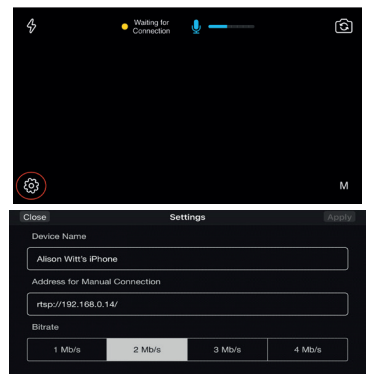 Waiting for
Connection
M
Close Settings Apply
Device Name
Alison Witt's iPhone
Address for Manual Connection
rtsp://192.168.0.14/
Bitrate
1 Mb/s 2 Mb/s 3 Mb/s 4 Mb/s